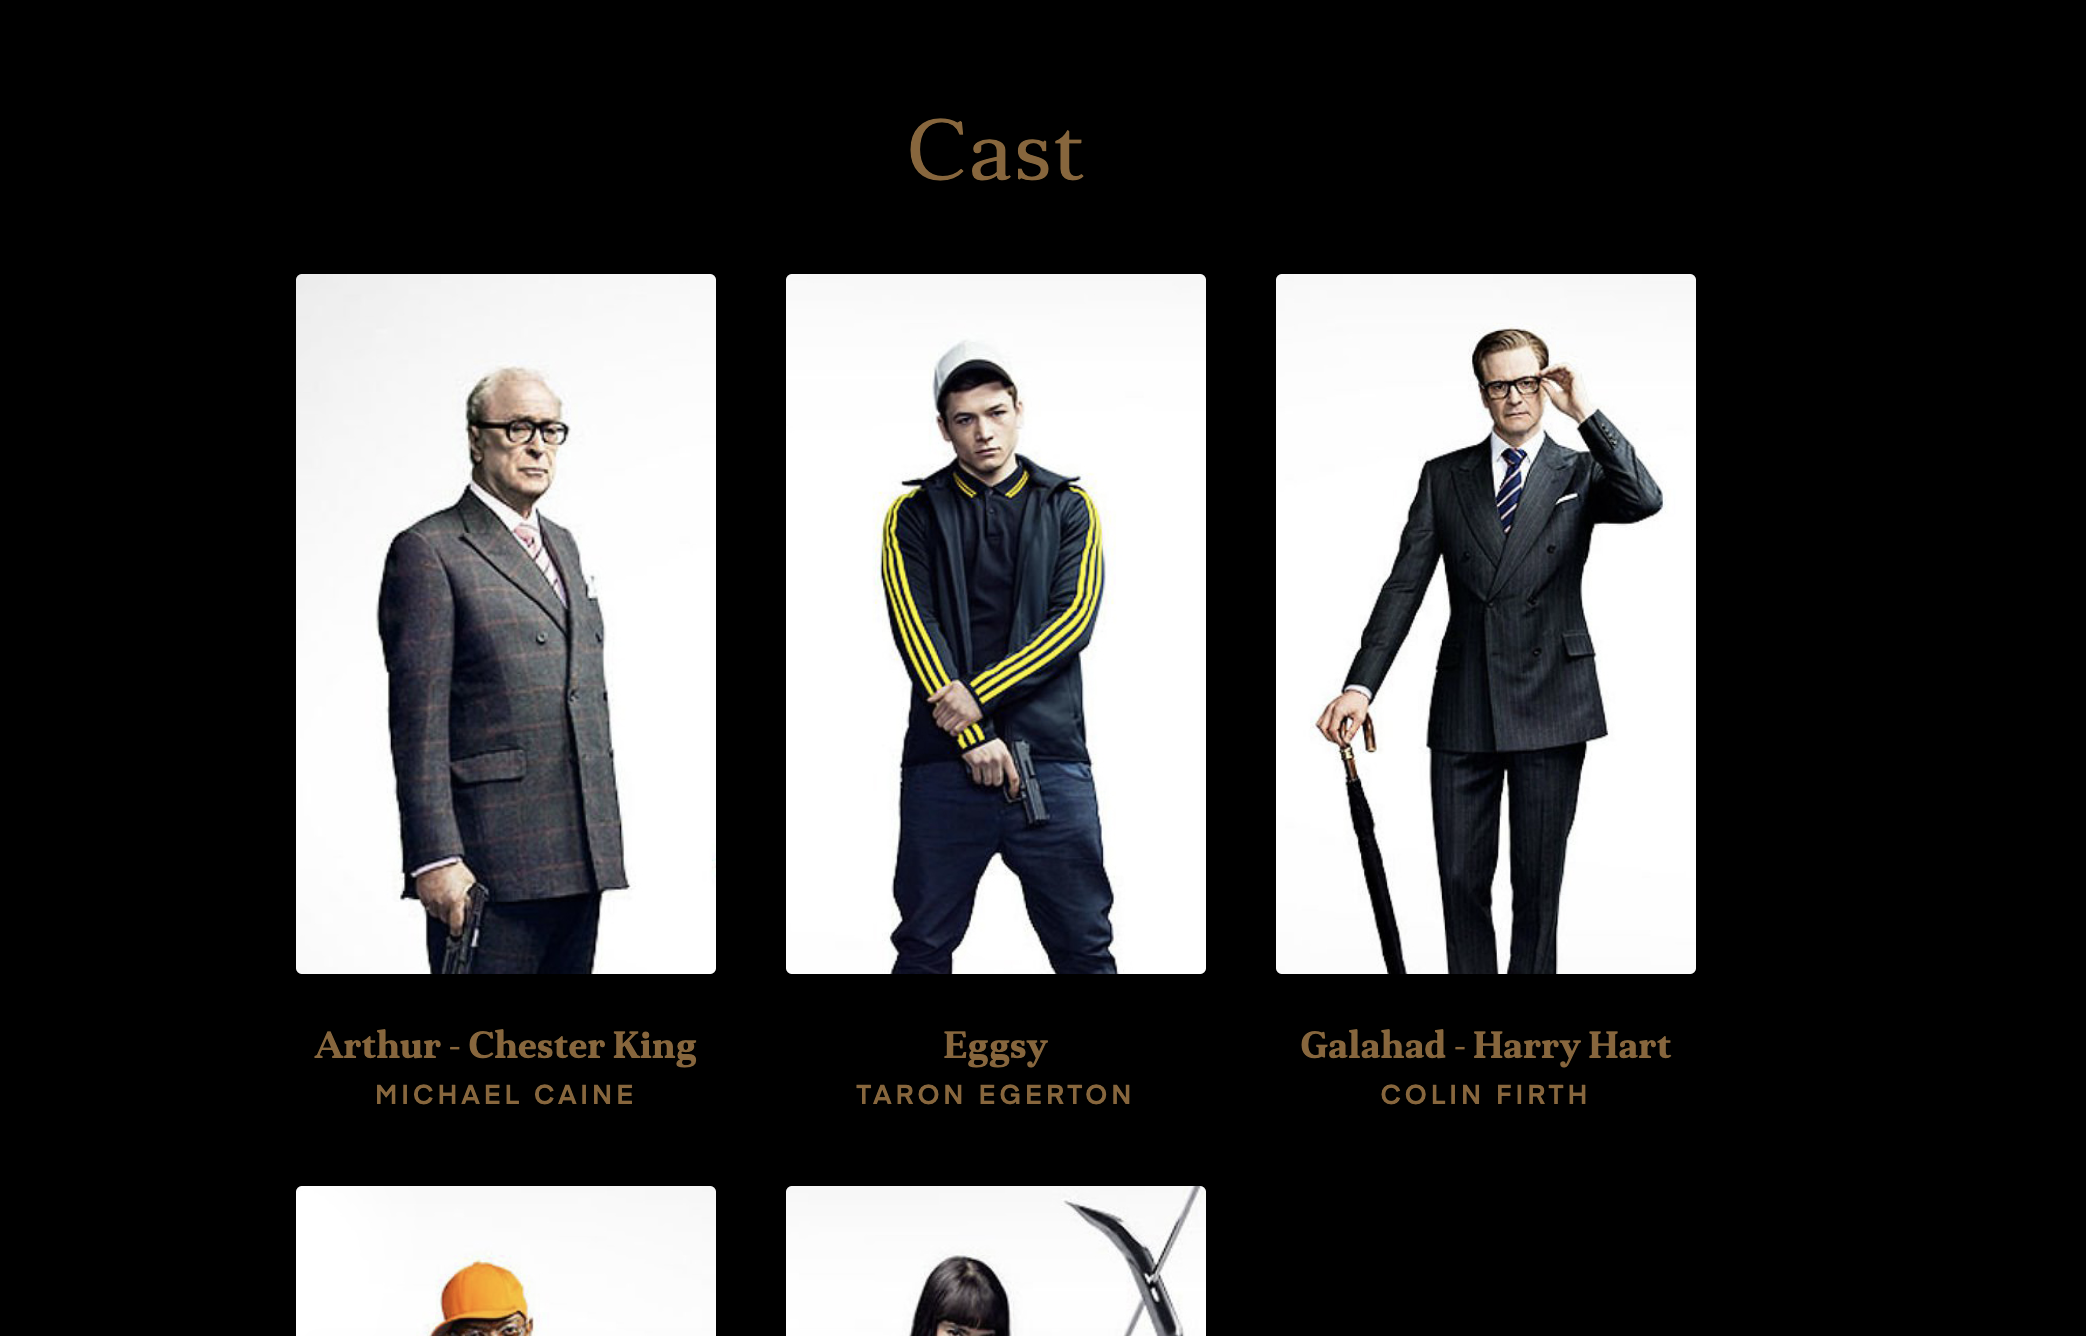 Cast
Arthur - Chester King
MICHAEL CAINE
Eggsy
TARON EGERTON
Galahad - Harry Hart
COLIN FIRTH